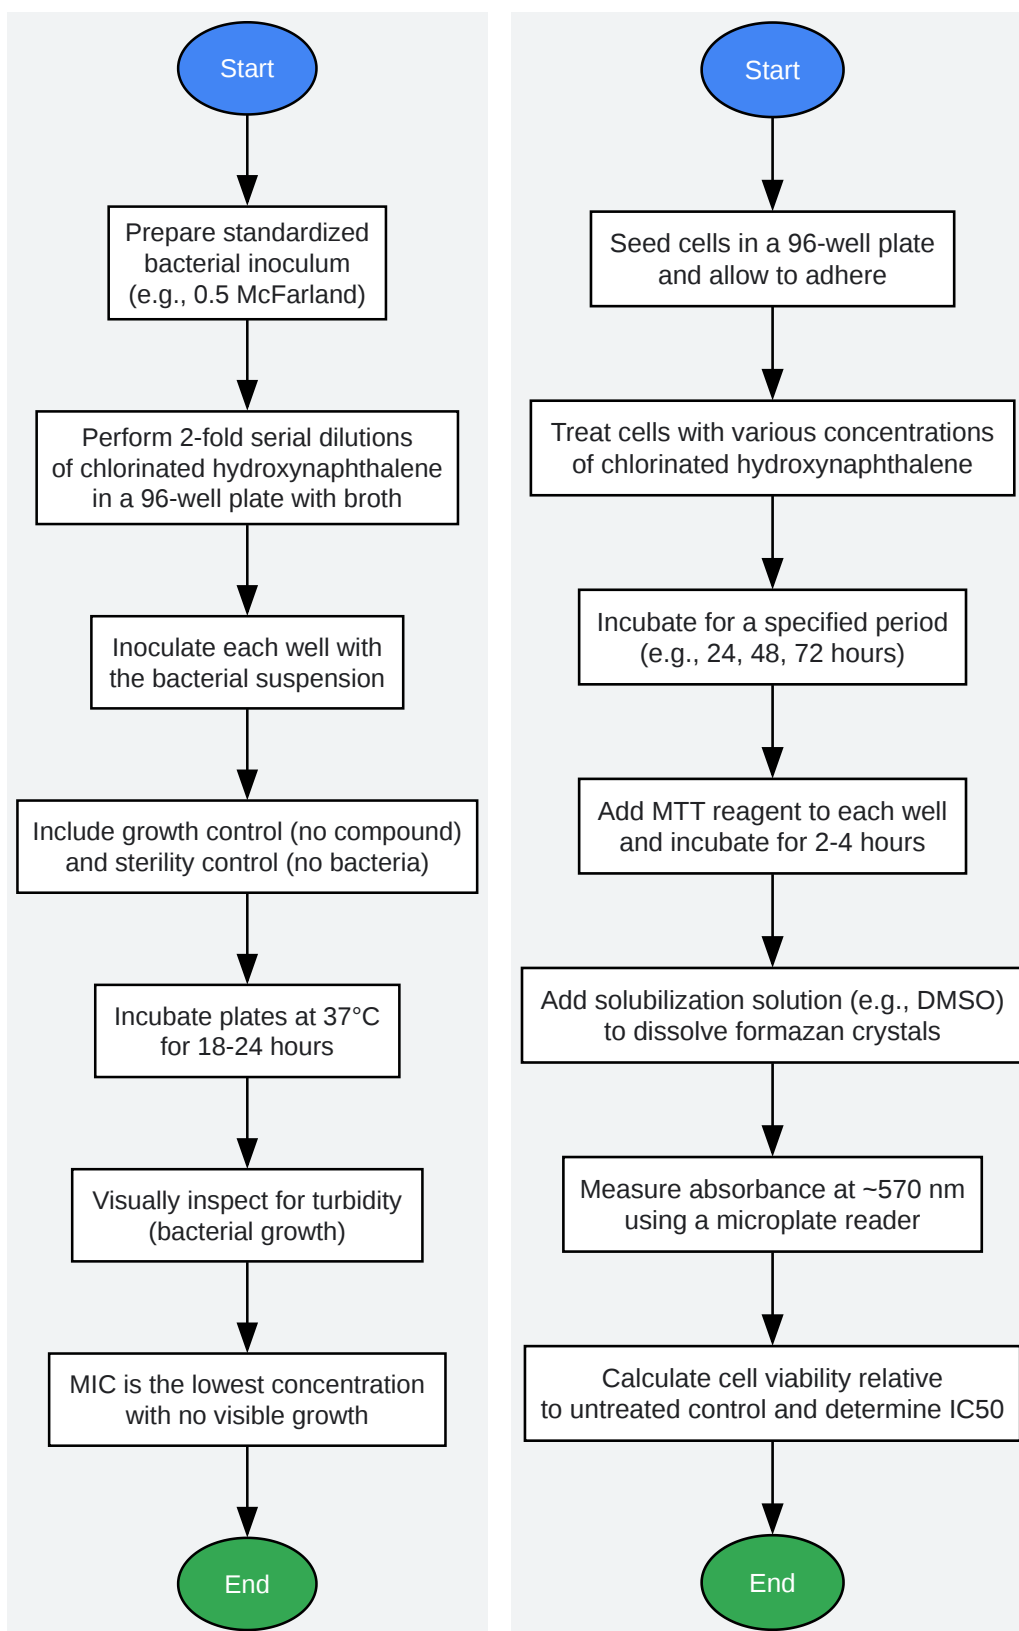 Start
Prepare standardized
bacterial inoculum
(e.g., 0.5 McFarland)
Perform 2-fold serial dilutions
of chlorinated hydroxynaphthalene
in a 96-well plate with broth
Inoculate each well with
the bacterial suspension
Include growth control (no compound)
and sterility control (no bacteria)
Incubate plates at 37°C
for 18-24 hours
Visually inspect for turbidity
(bacterial growth)
MIC is the lowest concentration
with no visible growth
End
Start
Seed cells in a 96-well plate
and allow to adhere
Treat cells with various concentrations
of chlorinated hydroxynaphthalene
Incubate for a specified period
(e.g., 24, 48, 72 hours)
Add MTT reagent to each well
and incubate for 2-4 hours
Add solubilization solution (e.g., DMSO)
to dissolve formazan crystals
Measure absorbance at ~570 nm
using a microplate reader
Calculate cell viability relative
to untreated control and determine IC50
End